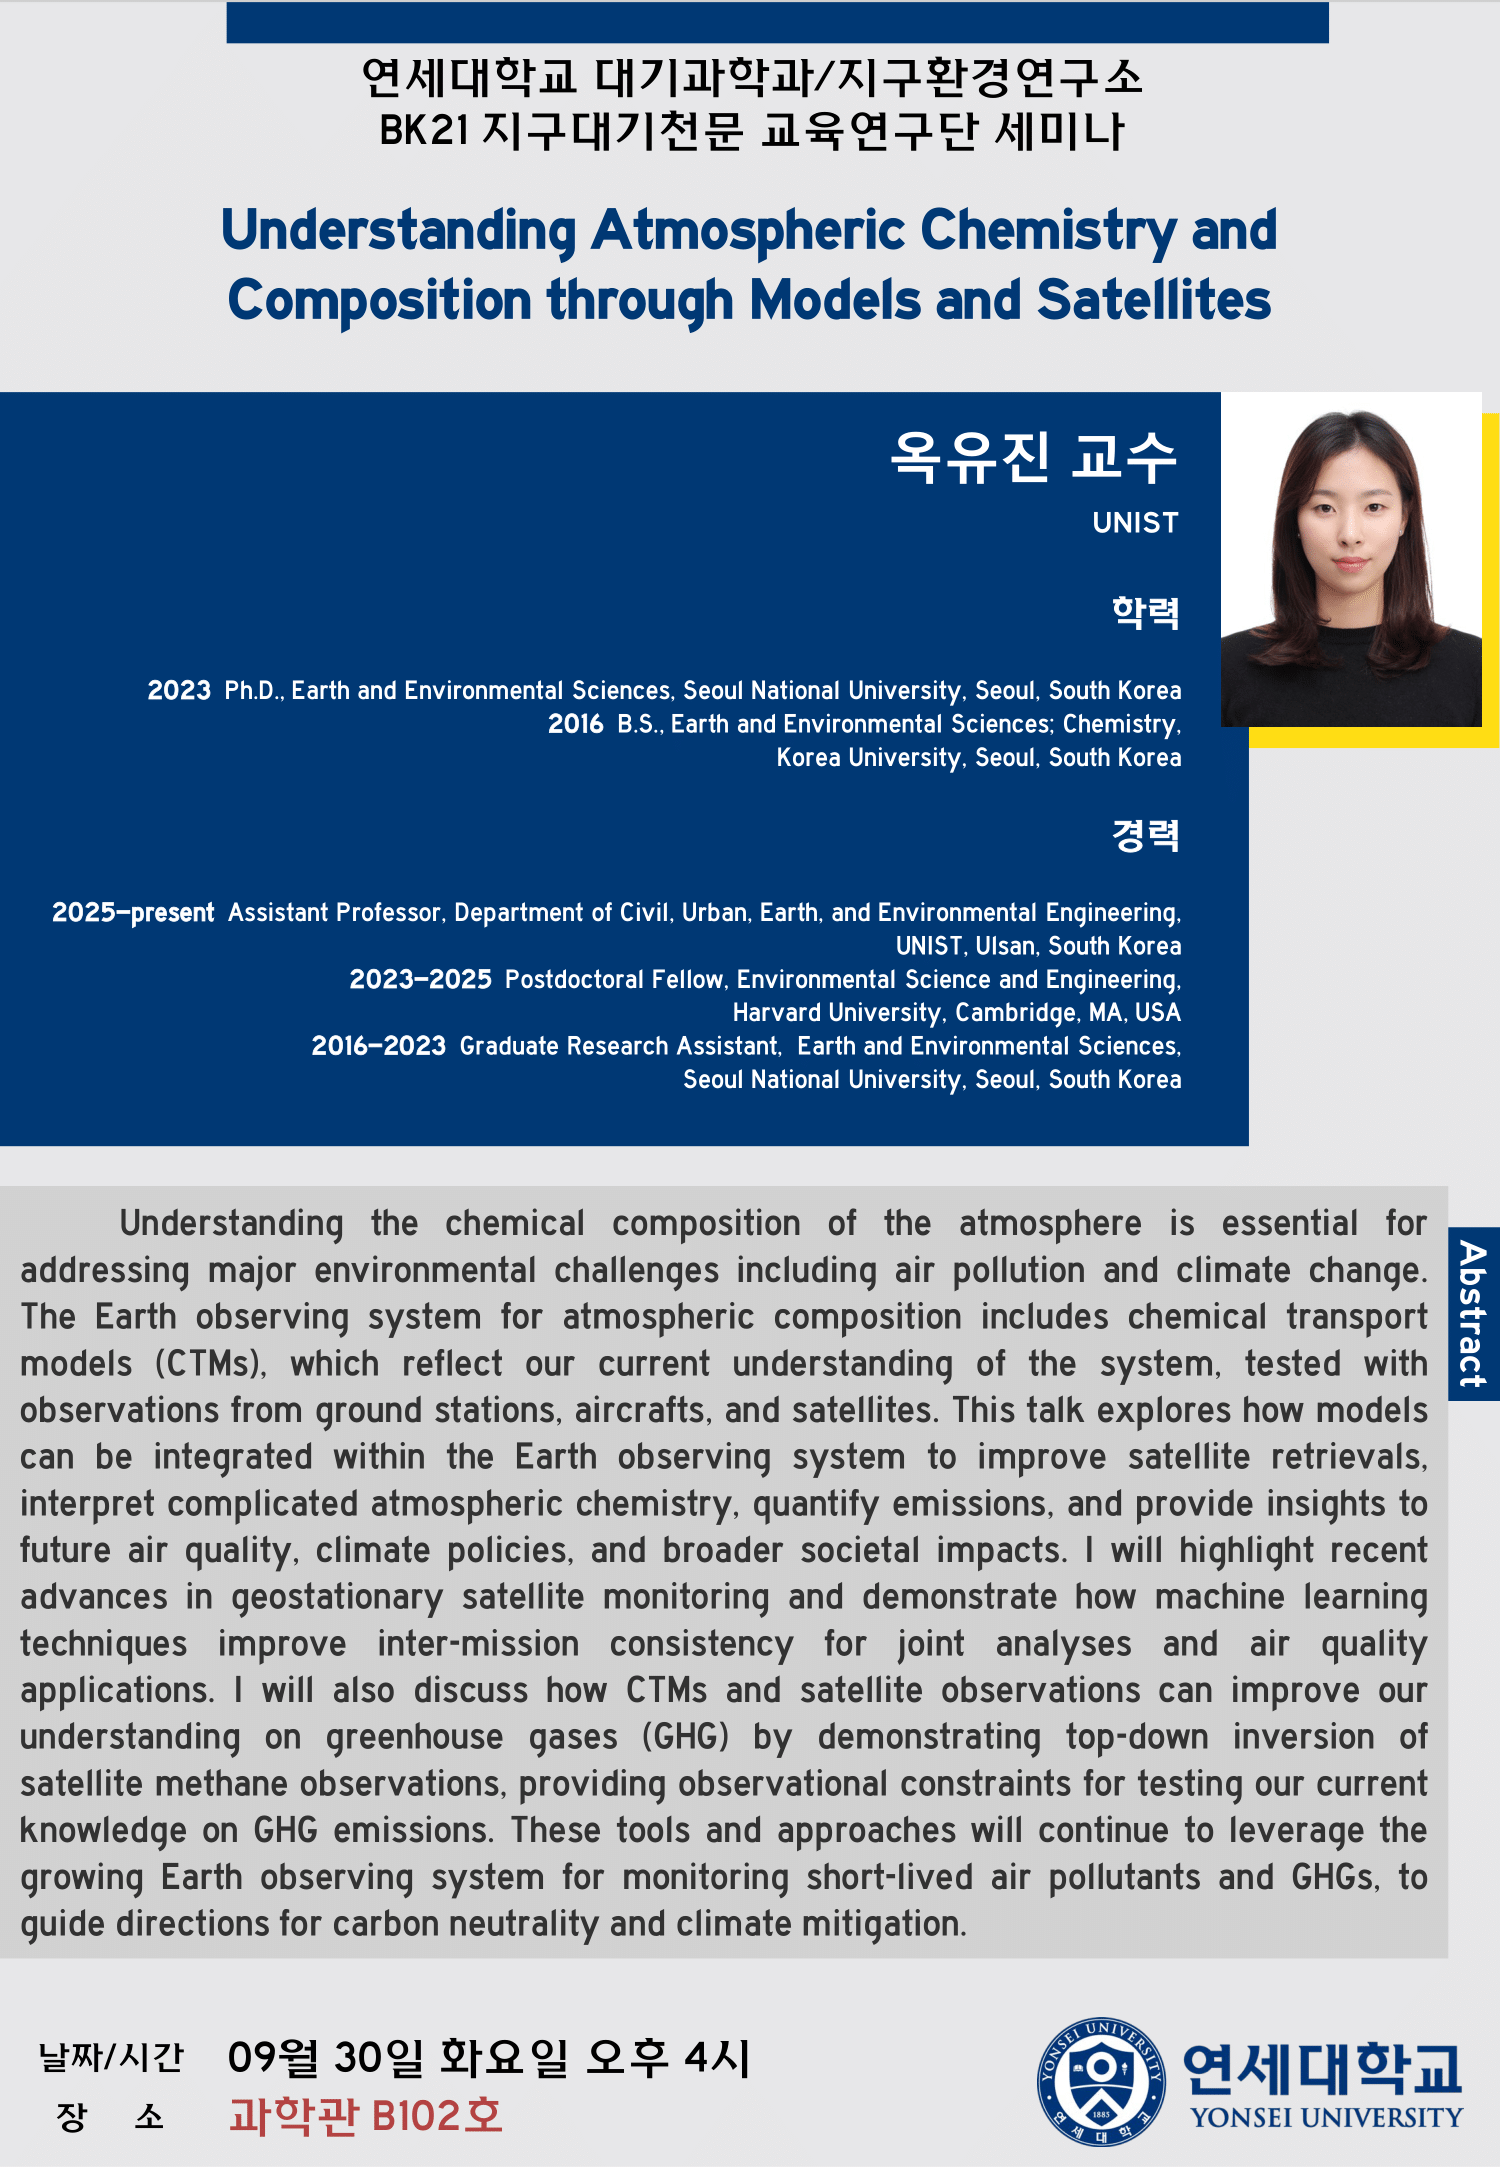 연세대학교 대기과학과/지구환경연구소
BK21 지구대기천문 교육연구단 세미나
Understanding Atmospheric Chemistry and
Composition through Models and Satellites
옥유진 교수
UNIST
학력
2023 Ph.D., Earth and Environmental Sciences, Seoul National University, Seoul, South Korea
2016 B.S., Earth and Environmental Sciences; Chemistry,
Korea University, Seoul, South Korea
경력
2025–present Assistant Professor, Department of Civil, Urban, Earth, and Environmental Engineering,
UNIST, Ulsan, South Korea
2023–2025 Postdoctoral Fellow, Environmental Science and Engineering,
Harvard University, Cambridge, MA, USA
2016–2023 Graduate Research Assistant, Earth and Environmental Sciences,
Seoul National University, Seoul, South Korea
Abstract
Understanding the chemical composition of the atmosphere is essential for
addressing major environmental challenges including air pollution and climate change.
The Earth observing system for atmospheric composition includes chemical transport
models (CTMs), which reflect our current understanding of the system, tested with
observations from ground stations, aircrafts, and satellites. This talk explores how models
can be integrated within the Earth observing system to improve satellite retrievals,
interpret complicated atmospheric chemistry, quantify emissions, and provide insights to
future air quality, climate policies, and broader societal impacts. I will highlight recent
advances in geostationary satellite monitoring and demonstrate how machine learning
techniques improve inter-mission consistency for joint analyses and air quality
applications. I will also discuss how CTMs and satellite observations can improve our
understanding on greenhouse gases (GHG) by demonstrating top-down inversion of
satellite methane observations, providing observational constraints for testing our current
knowledge on GHG emissions. These tools and approaches will continue to leverage the
growing Earth observing system for monitoring short-lived air pollutants and GHGs, to
guide directions for carbon neutrality and climate mitigation.
날짜/시간 09월 30일 화요일 오후 4시
장 소 과학관 B102호
YONSEI UNIVERSITY
1885
연세대학교
연세대학교
YONSEI UNIVERSITY